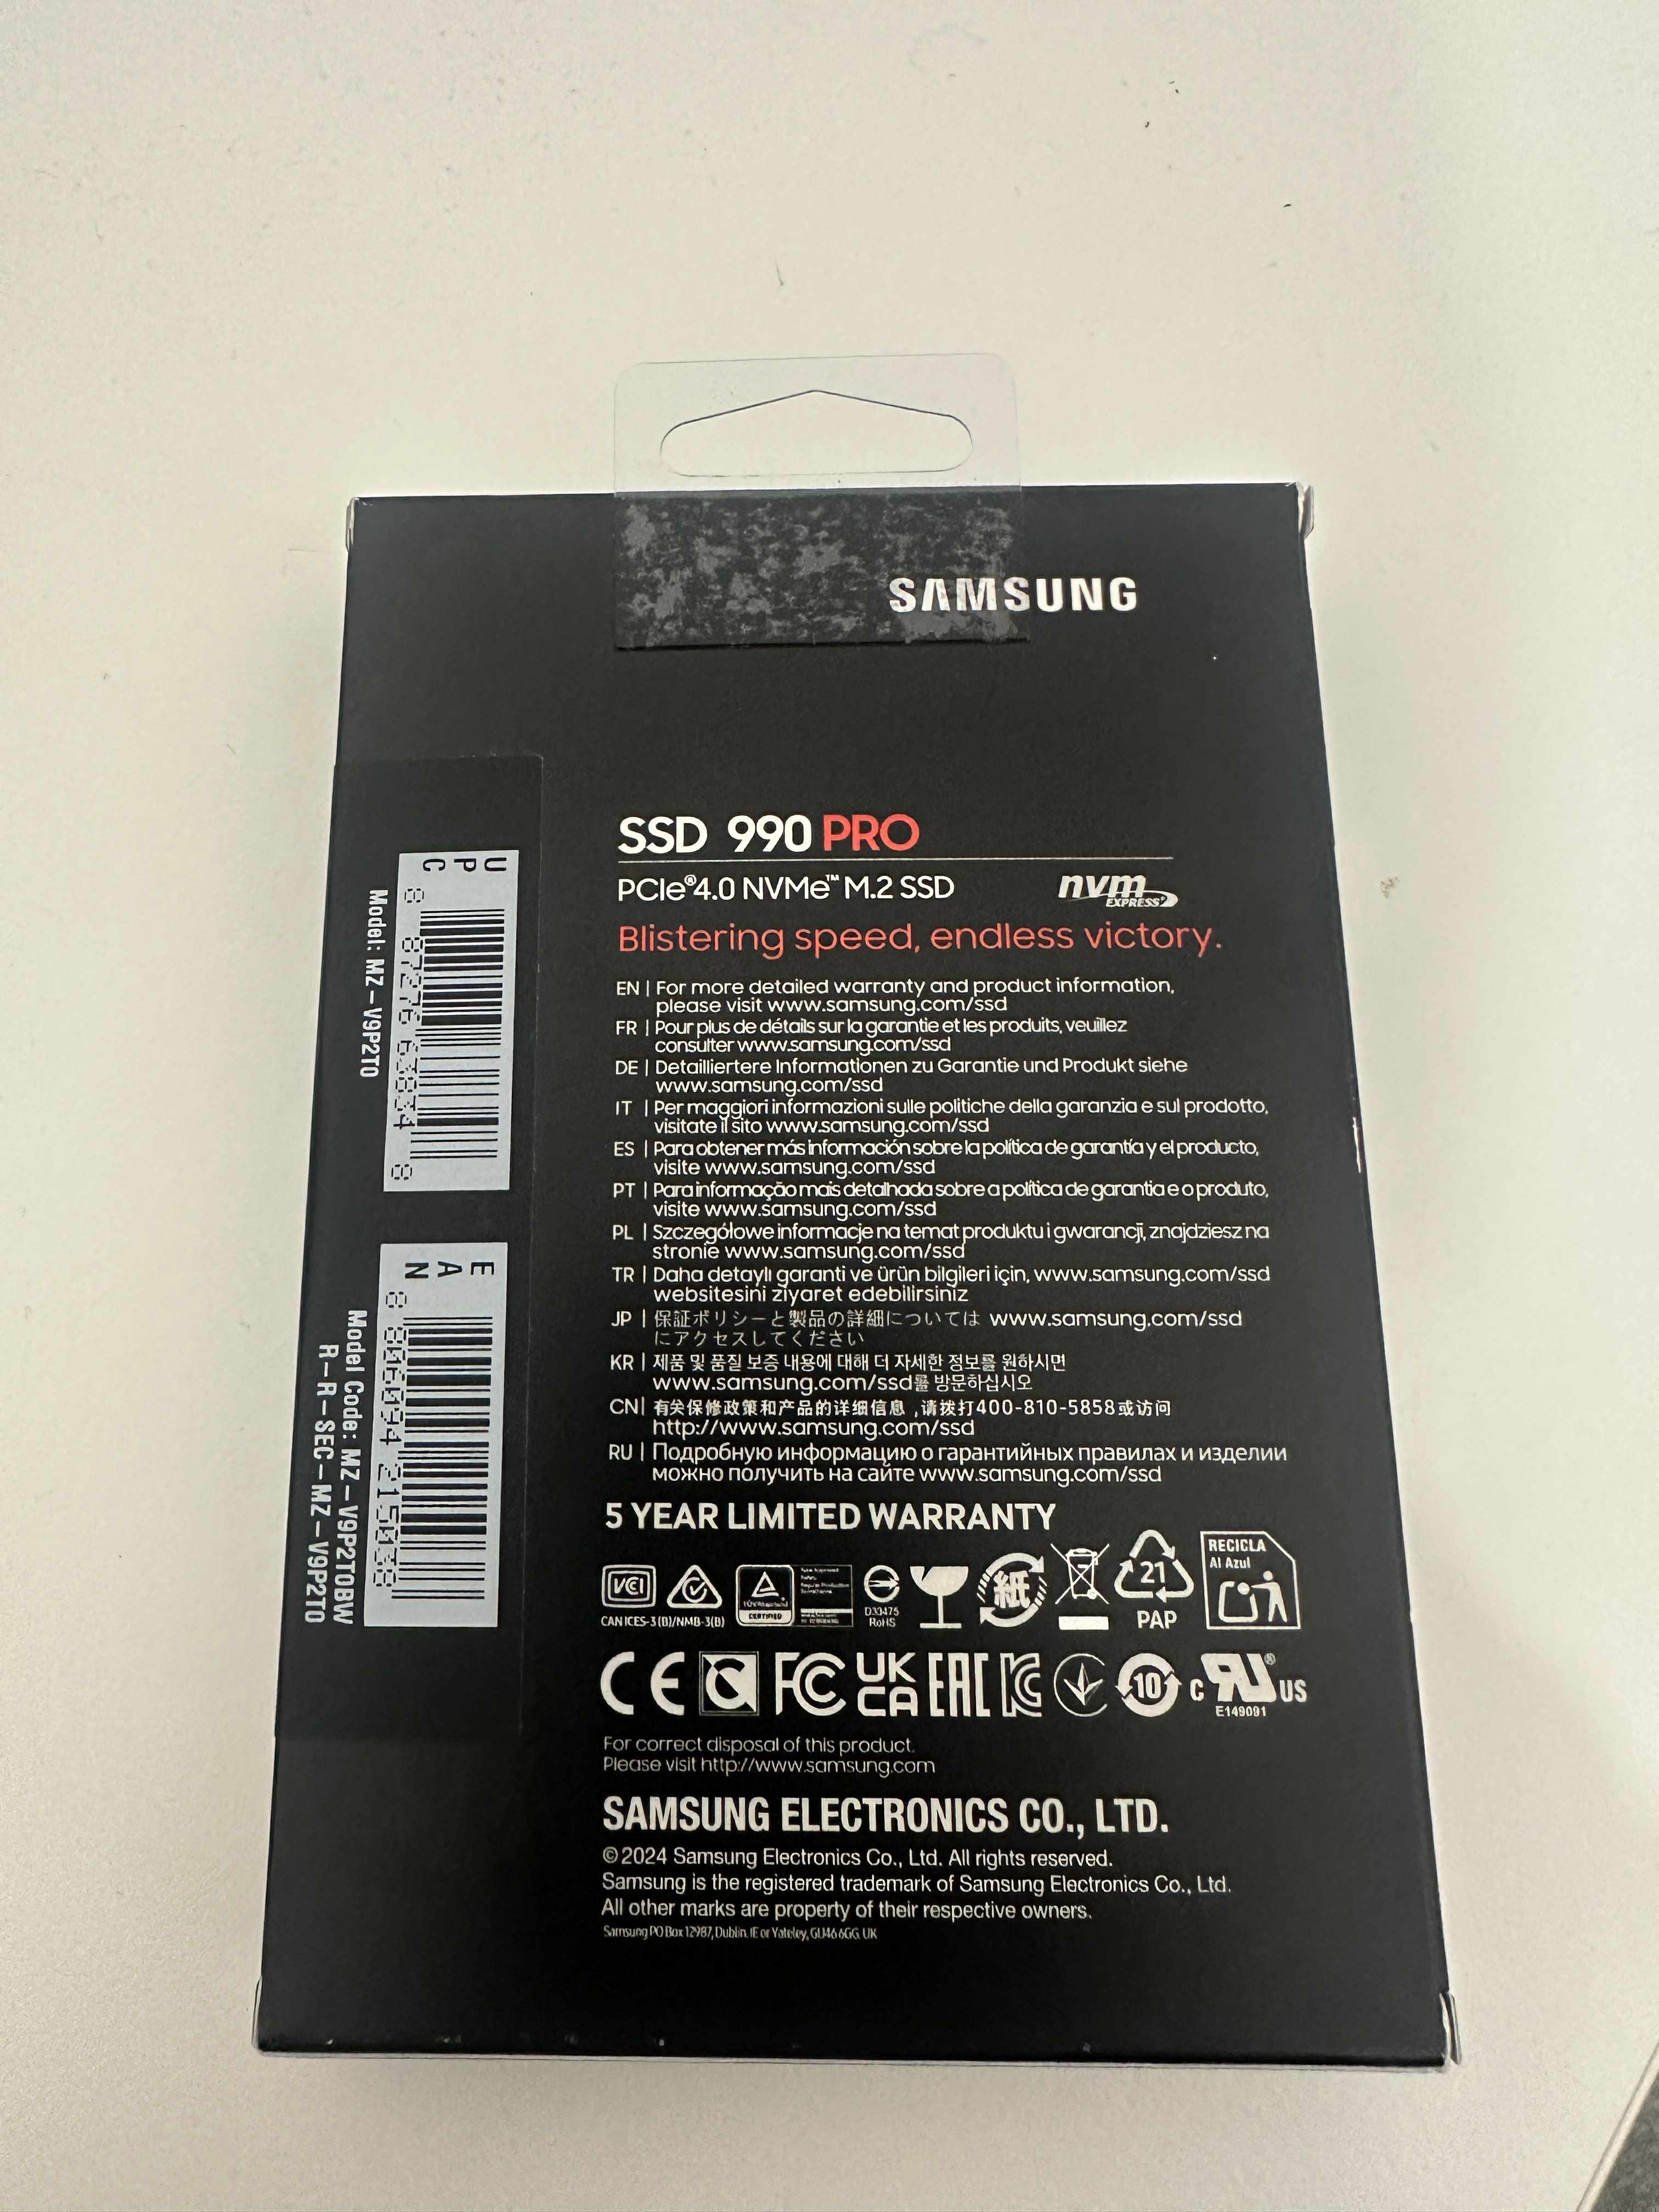 SAMSUNG
SSD 990 PRO
PCIe®4.0 NVMe™ M.2 SSD
nvm
EXPRESS
Blistering speed, endless victory.
EN | For more detailed warranty and product information,
please visit www.samsung.com/ssd
FR | Pour plus de détails sur la garantie et les produits, veuillez
consulter www.samsung.com/ssd
DE | Detailliertere Informationen zu Garantie und Produkt siehe
www.samsung.com/ssd
IT | Per maggiori informazioni sulle politiche della garanzia e sul prodotto,
visitate il sito www.samsung.com/ssd
ES | Para obtener más información sobre la política de garantía y el producto,
visite www.samsung.com/ssd
PT | Para informação mais detalhada sobre a política de garantia e o produto,
visite www.samsung.com/ssd
PL | Szczegółowe informacje na temat produktu i gwarancji, znajdziesz na
stronie www.samsung.com/ssd
TR | Daha detaylı garanti ve ürün bilgileri için, www.samsung.com/ssd
websitesini ziyaret edebilirsiniz
JP | 保証ポリシーと製品の詳細については www.samsung.com/ssd
にアクセスしてください
KR | 제품 및 품질 보증 내용에 대해 더 자세한 정보를 원하시면
www.samsung.com/ssd를 방문하십시오
CN | 有关保修政策和产品的详细信息 ,请拨打400-810-5858或访问
http://www.samsung.com/ssd
RU | Подробную информацию о гарантийных правилах и изделии
можно получить на сайте www.samsung.com/ssd
5 YEAR LIMITED WARRANTY
VCI
CAN ICES-3(B)/NMB-3(B)
TÜVRheinland
CERTIFIED
D33475
RoHS
紙
21
PAP
RECICLA
Al Azul
CE
FC
UK
CA
EAC
10
c RU® US
E149091
For correct disposal of this product.
Please visit http://www.samsung.com
SAMSUNG ELECTRONICS CO., LTD.
©2024 Samsung Electronics Co., Ltd. All rights reserved.
Samsung is the registered trademark of Samsung Electronics Co., Ltd.
All other marks are property of their respective owners.
Samsung PO Box 12987, Dublin. IE or Yateley, GU46 6GG. UK
UPC
8 87276 63834 8
Model: MZ-V9P2T0
EAN
8 806094 215038
Model Code: MZ-V9P2T0BW
R-R-SEC-MZ-V9P2T0